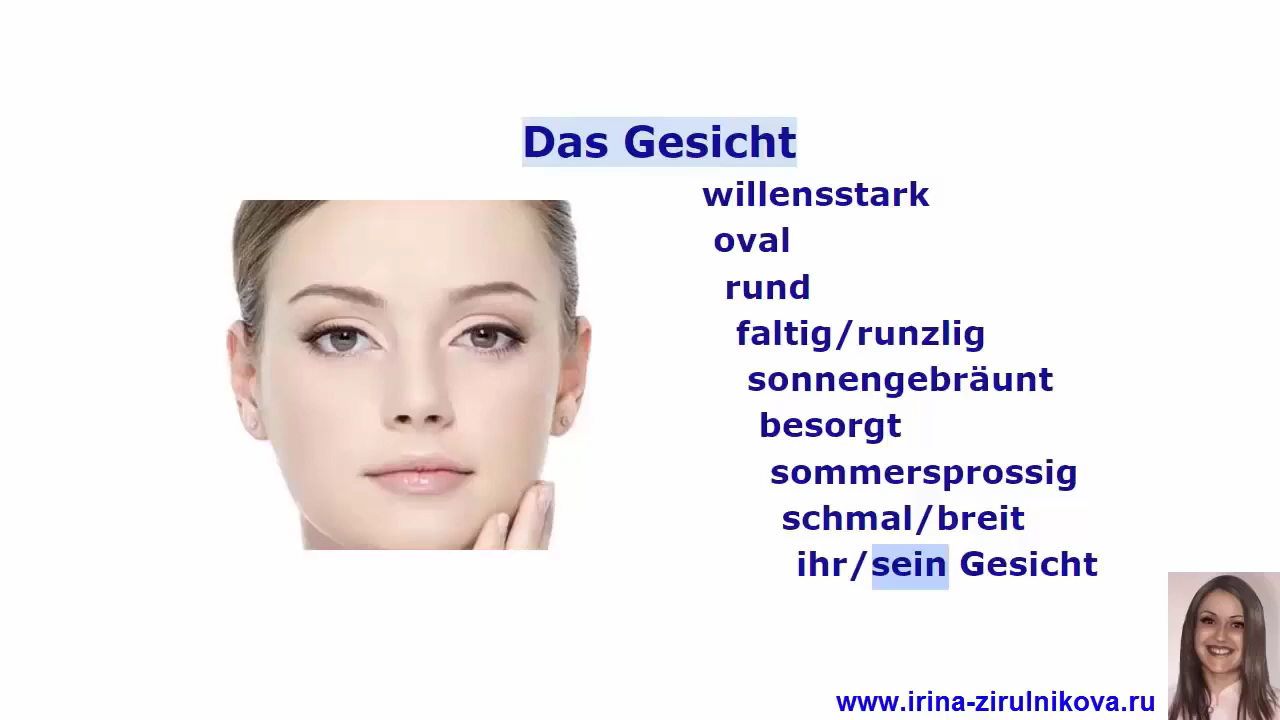 Das Gesicht
willensstark
oval
rund
faltig/runzlig
sonnengebräunt
besorgt
sommersprossig
schmal/breit
ihr/sein Gesicht
www.irina-zirulnikova.ru